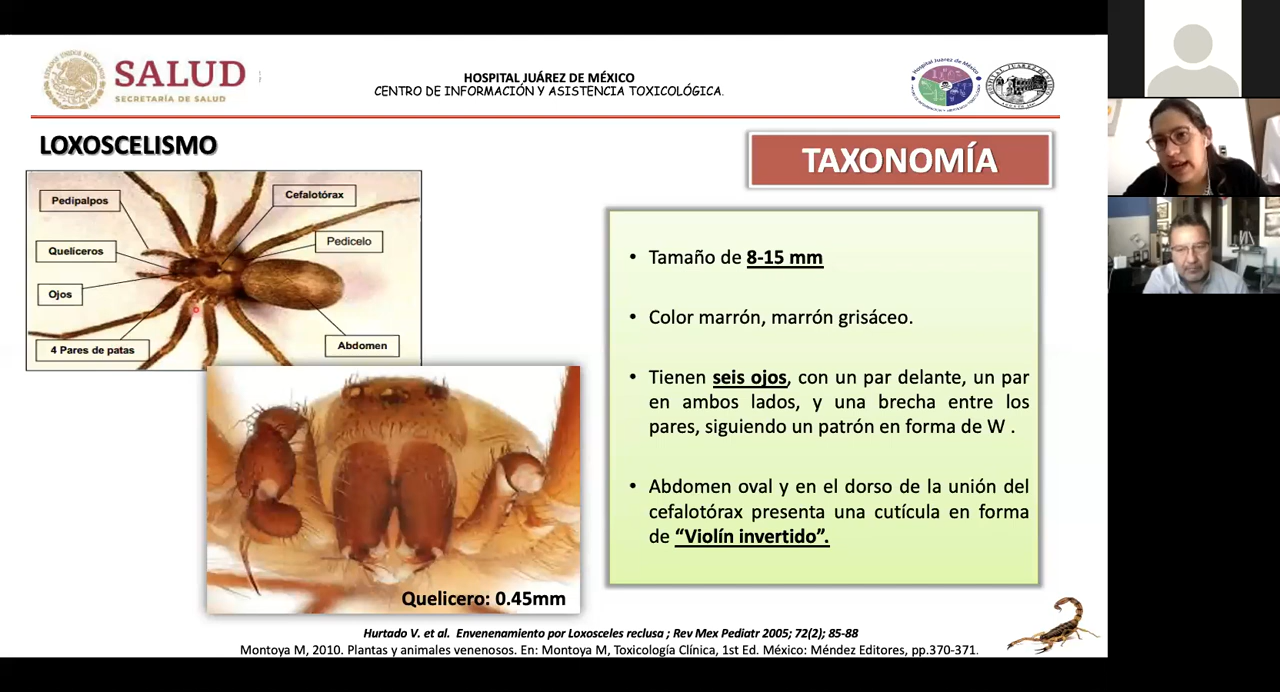 SALUD
SECRETARÍA DE SALUD
HOSPITAL JUÁREZ DE MÉXICO
CENTRO DE INFORMACIÓN Y ASISTENCIA TOXICOLÓGICA.
LOXOSCELISMO
TAXONOMÍA
Pedipalpos
Cefalotórax
Quelíceros
Pedicelo
Ojos
4 Pares de patas
Abdomen
Quelicero: 0.45mm
• Tamaño de 8-15 mm
• Color marrón, marrón grisáceo.
• Tienen seis ojos, con un par delante, un par
en ambos lados, y una brecha entre los
pares, siguiendo un patrón en forma de W .
• Abdomen oval y en el dorso de la unión del
cefalotórax presenta una cutícula en forma
de “Violín invertido”.
Hurtado V. et al. Envenenamiento por Loxosceles reclusa ; Rev Mex Pediatr 2005; 72(2); 85-88
Montoya M, 2010. Plantas y animales venenosos. En: Montoya M, Toxicología Clínica, 1st Ed. México: Méndez Editores, pp.370-371.